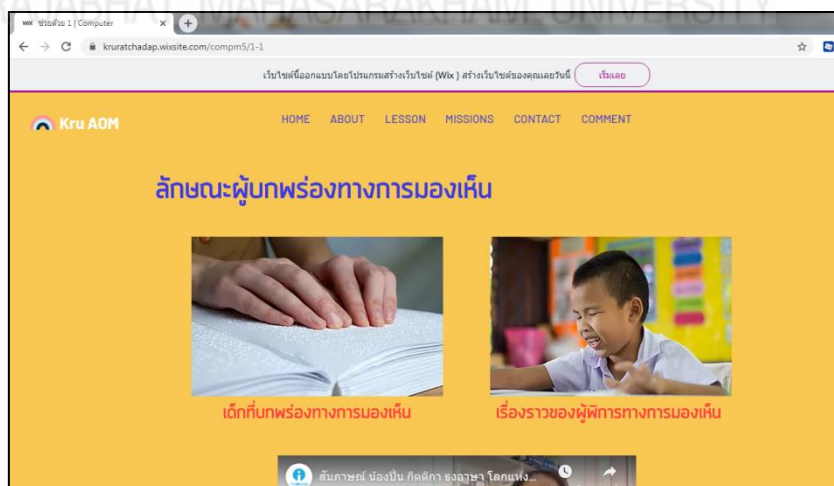 RAJABHAT MAHASARAKHAM UNIVERSITY
WIX ช่วยด้วย 1 | Computer
kruratchadap.wixsite.com/compm5/1-1
เว็บไซต์นี้ออกแบบโดยโปรแกรมสร้างเว็บไซต์ (Wix ) สร้างเว็บไซต์ของคุณเลยวันนี้ เริ่มเลย
Kru AOM
HOME ABOUT LESSON MISSIONS CONTACT COMMENT
ลักษณะผู้บกพร่องทางการมองเห็น
เด็กที่บกพร่องทางการมองเห็น
เรื่องราวของผู้พิการทางการมองเห็น
สัมภาษณ์ น้องปิ่น กิตติกา ธงอาษา โลกแห่ง...